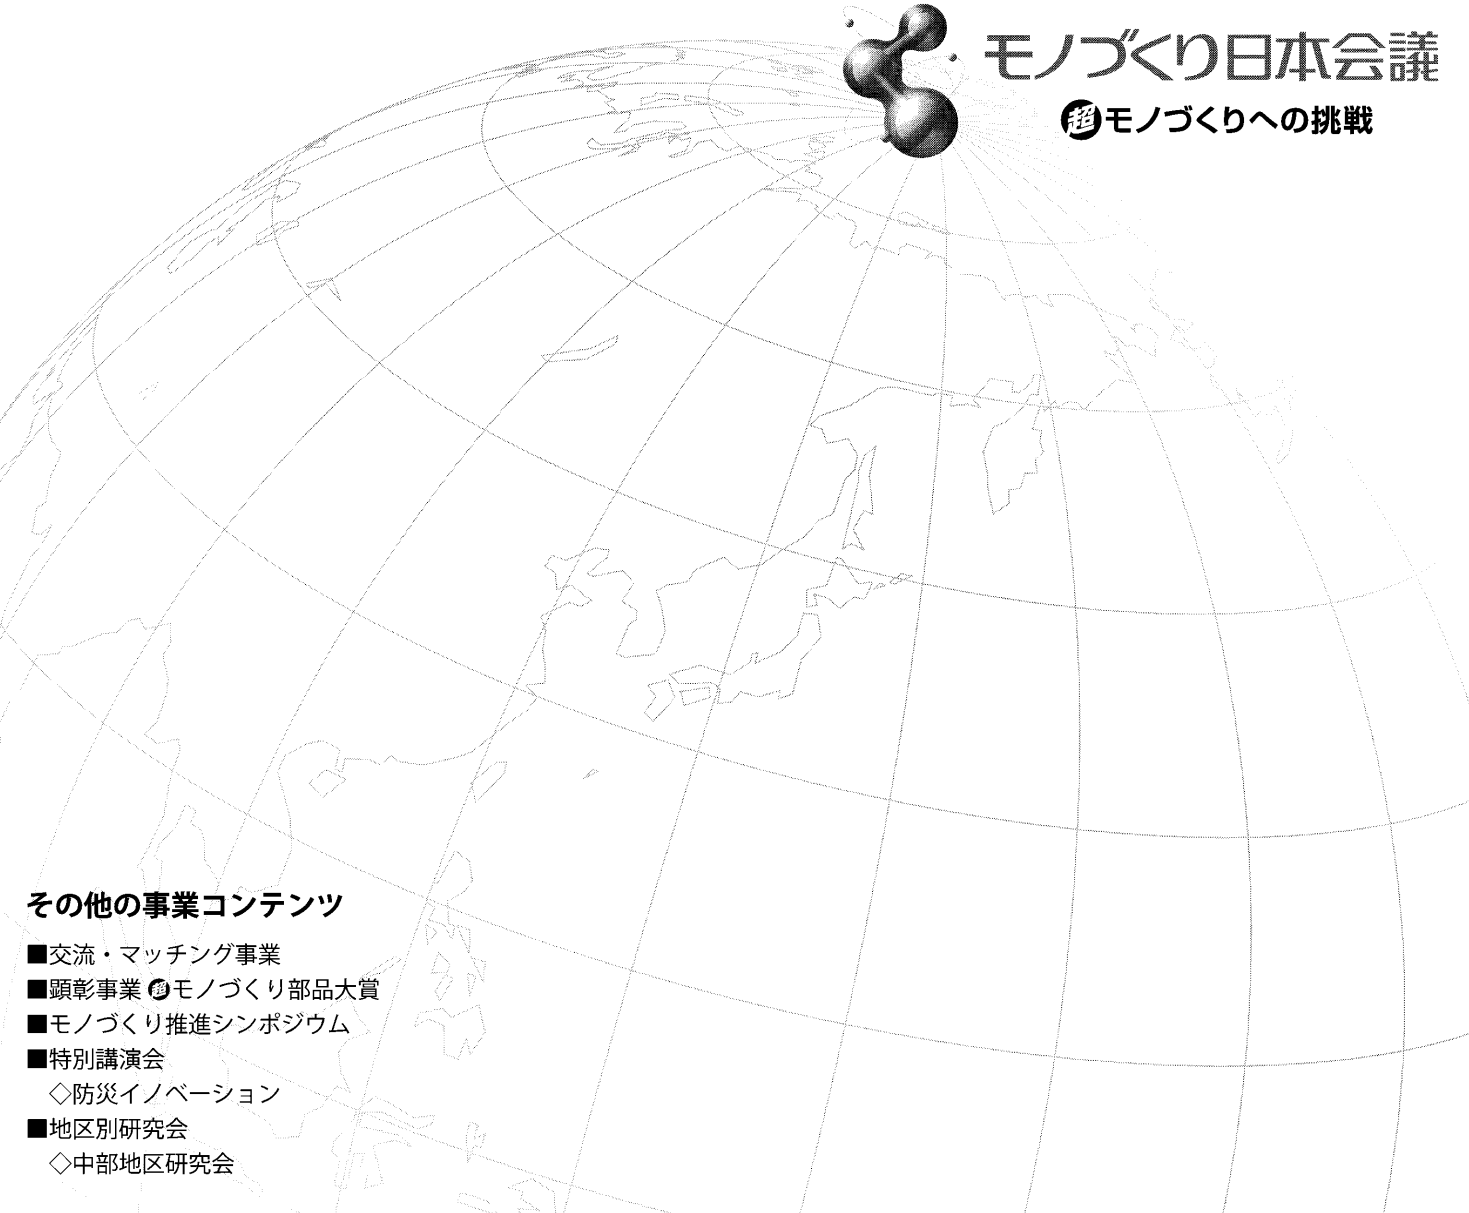 モノづくり日本会議
超モノづくりへの挑戦
その他の事業コンテンツ
■交流・マッチング事業
■顕彰事業 超モノづくり部品大賞
■モノづくり推進シンポジウム
■特別講演会
◇防災イノベーション
■地区別研究会
◇中部地区研究会